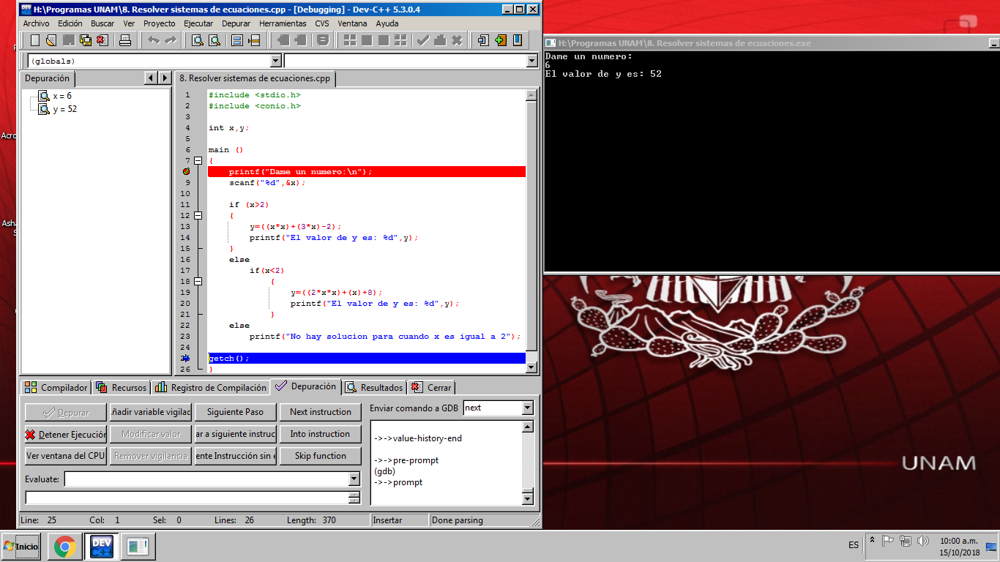 H:\Programas UNAM\8. Resolver sistemas de ecuaciones.cpp - [Debugging] - Dev-C++ 5.3.0.4
Archivo Edición Buscar Ver Proyecto Ejecutar Depurar Herramientas CVS Ventana Ayuda
(globals)
Depuración
x = 6
y = 52
8. Resolver sistemas de ecuaciones.cpp
1 #include <stdio.h>
2 #include <conio.h>
3
4 int x,y;
5
6 main ()
7 {
printf("Dame un numero:\n");
9 scanf("%d",&x);
10
11 if (x>2)
12 {
13 y=((x*x)+(3*x)-2);
14 printf("El valor de y es: %d",y);
15 }
16 else
17 if(x<2)
18 {
19 y=((2*x*x)+(x)+8);
20 printf("El valor de y es: %d",y);
21 }
22 else
23 printf("No hay solucion para cuando x es igual a 2");
24
25 getch();
26 }
Compilador Recursos Registro de Compilación Depuración Resultados Cerrar
Depurar ñadir variable vigilad Siguiente Paso Next instruction
Detener Ejecución Modificar valor ar a siguiente instruc Into instruction
Ver ventana del CPU Remover vigilancia ente Instrucción sin e Skip function
Evaluate:
Enviar comando a GDB next
->->value-history-end
->->pre-prompt
(gdb)
->->prompt
Line: 25 Col: 1 Sel: 0 Lines: 26 Length: 370 Insertar Done parsing
H:\Programas UNAM\8. Resolver sistemas de ecuaciones.exe
Dame un numero:
6
El valor de y es: 52
UNAM
Acro
Asha
S
Inicio
DEV
C++
ES
10:00 a.m.
15/10/2018